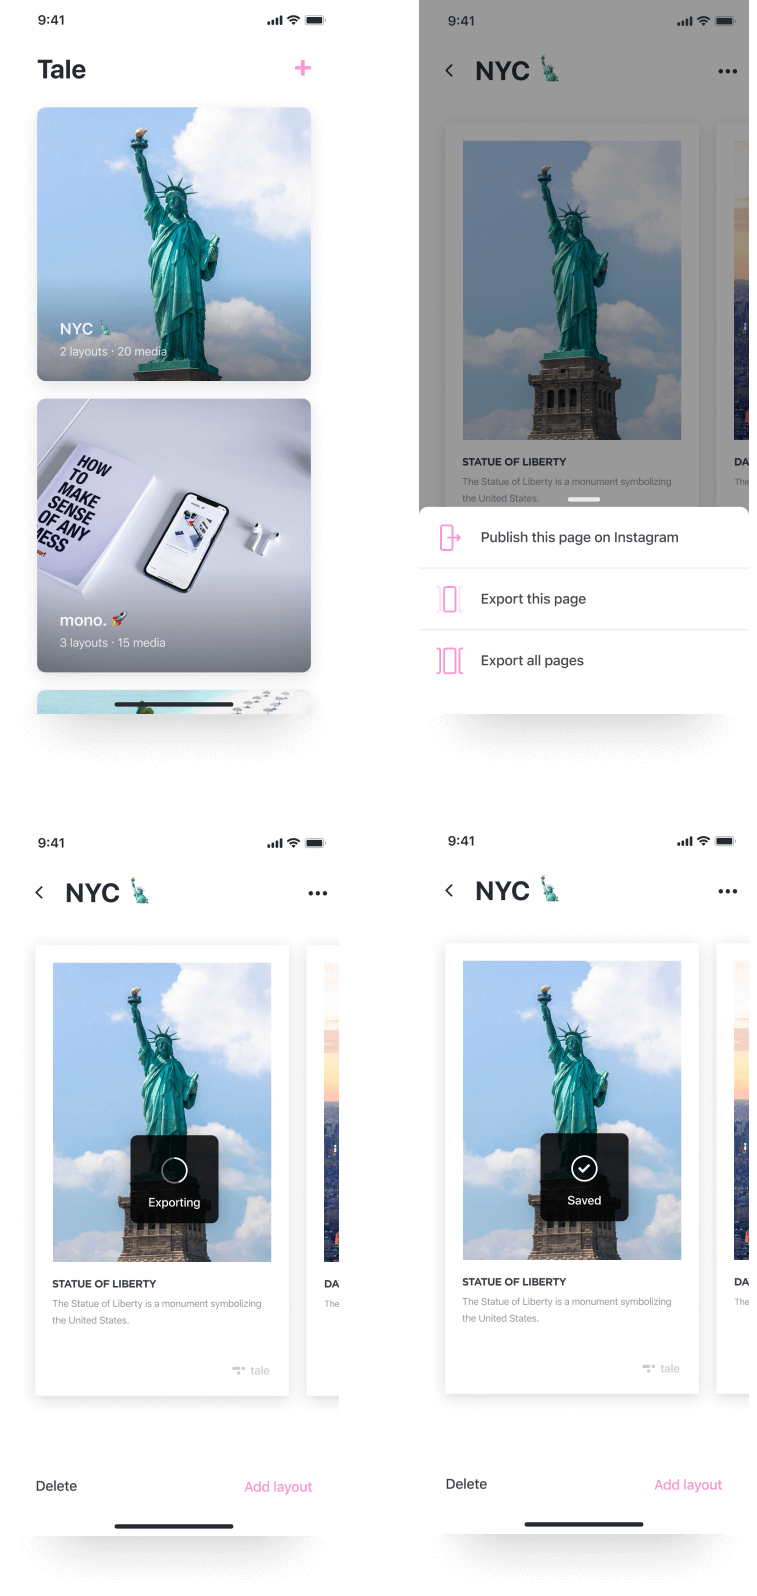 9:41
Tale
NYC 🗽
2 layouts · 20 media
HOW
TO
MAKE
SENSE
OF ANY
MESS
mono. 🚀
3 layouts · 15 media
9:41
NYC 🗽
STATUE OF LIBERTY
The Statue of Liberty is a monument symbolizing
the United States.
DA
The
Publish this page on Instagram
Export this page
Export all pages
9:41
NYC 🗽
Exporting
STATUE OF LIBERTY
The Statue of Liberty is a monument symbolizing
the United States.
tale
DA
The
Delete
Add layout
9:41
NYC 🗽
Saved
STATUE OF LIBERTY
The Statue of Liberty is a monument symbolizing
the United States.
tale
DA
The
Delete
Add layout